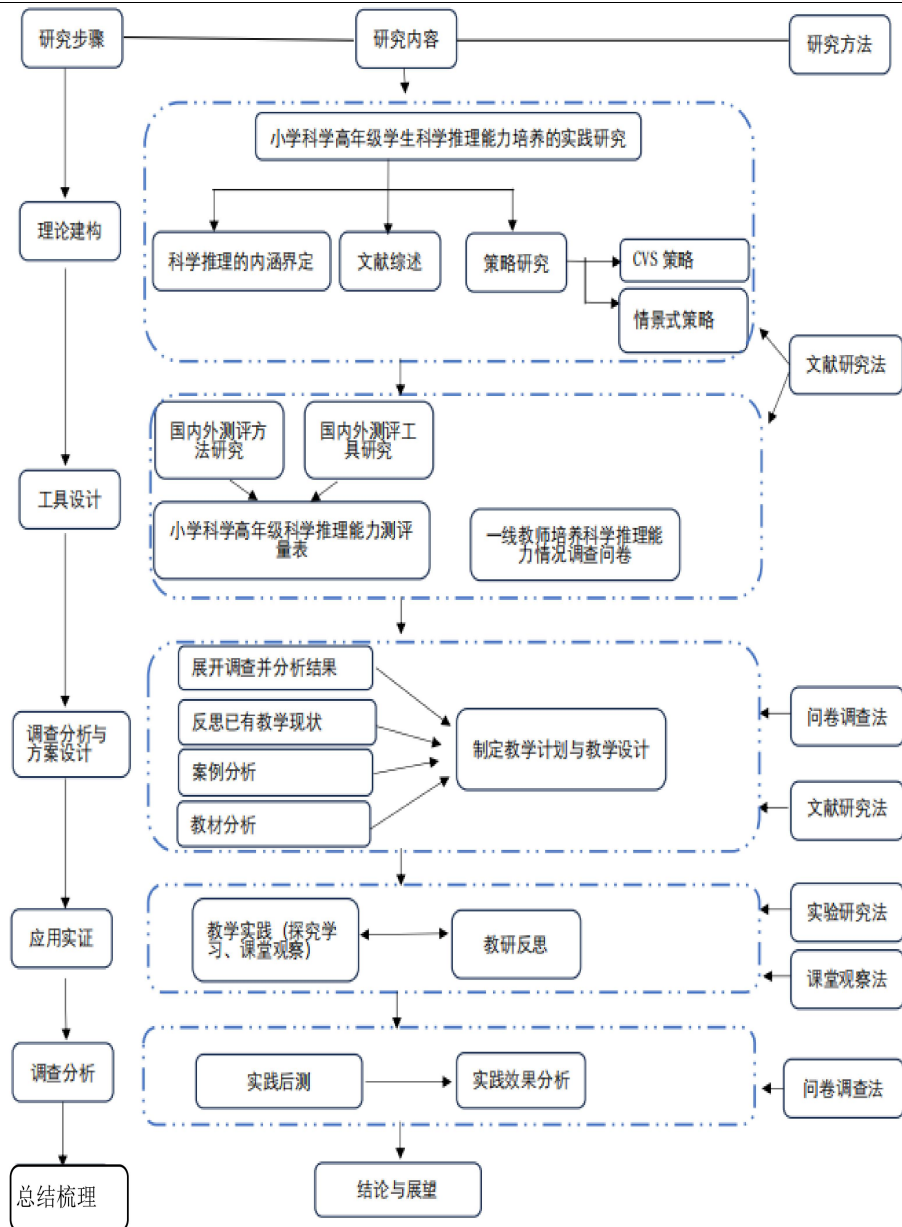 研究步骤
研究内容
研究方法
小学科学高年级学生科学推理能力培养的实践研究
理论建构
科学推理的内涵界定
文献综述
策略研究
CVS 策略
情景式策略
文献研究法
国内外测评方
法研究
国内外测评工
具研究
工具设计
小学科学高年级科学推理能力测评
量表
一线教师培养科学推理能
力情况调查问卷
展开调查并分析结果
反思已有教学现状
案例分析
教材分析
调查分析与
方案设计
制定教学计划与教学设计
问卷调查法
文献研究法
应用实证
教学实践（探究学
习、课堂观察）
教研反思
实验研究法
课堂观察法
调查分析
实践后测
实践效果分析
问卷调查法
总结梳理
结论与展望